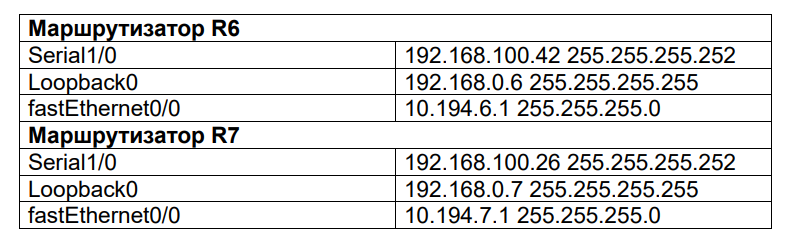 Маршрутизатор R6
Serial1/0 192.168.100.42 255.255.255.252
Loopback0 192.168.0.6 255.255.255.255
fastEthernet0/0 10.194.6.1 255.255.255.0
Маршрутизатор R7
Serial1/0 192.168.100.26 255.255.255.252
Loopback0 192.168.0.7 255.255.255.255
fastEthernet0/0 10.194.7.1 255.255.255.0